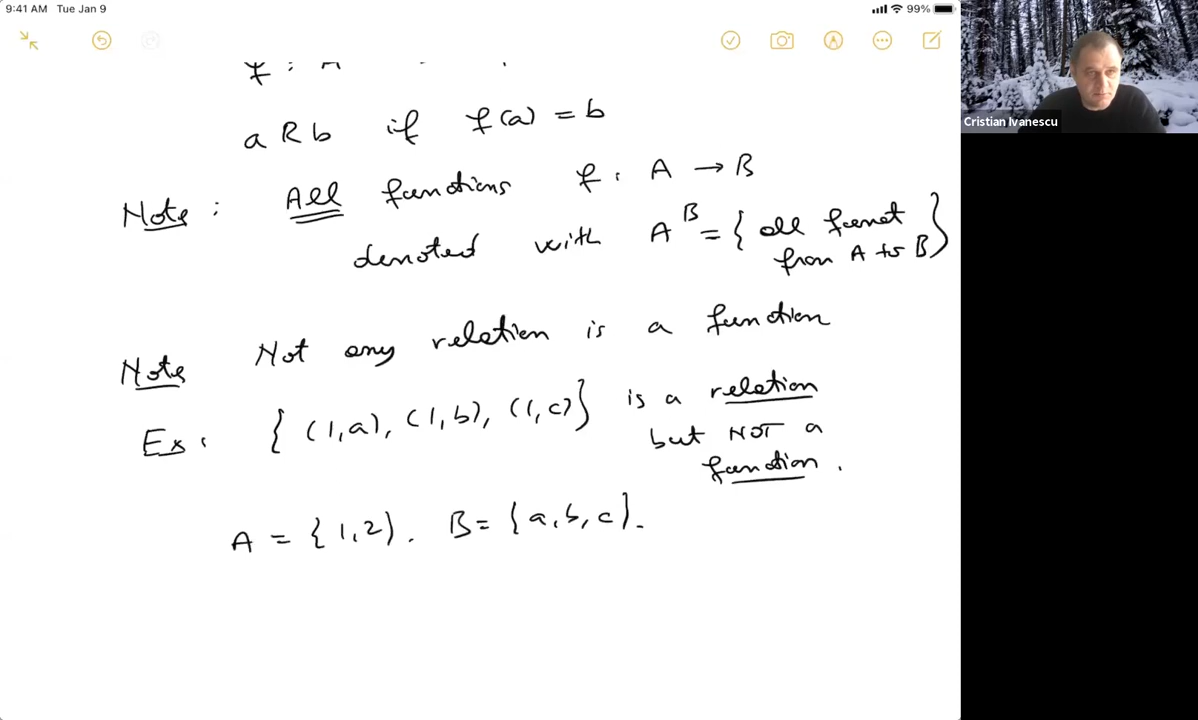 9:41 AM Tue Jan 9
99%
Cristian Ivanescu
f : A
a R b if f(a) = b
Note : All functions f : A → B
denoted with A^B = { all funct
from A to B }
Note Not any relation is a function
Ex : { (1,a), (1,b), (1,c) } is a relation
but NOT a
function .
A = {1,2} . B = {a,b,c} .